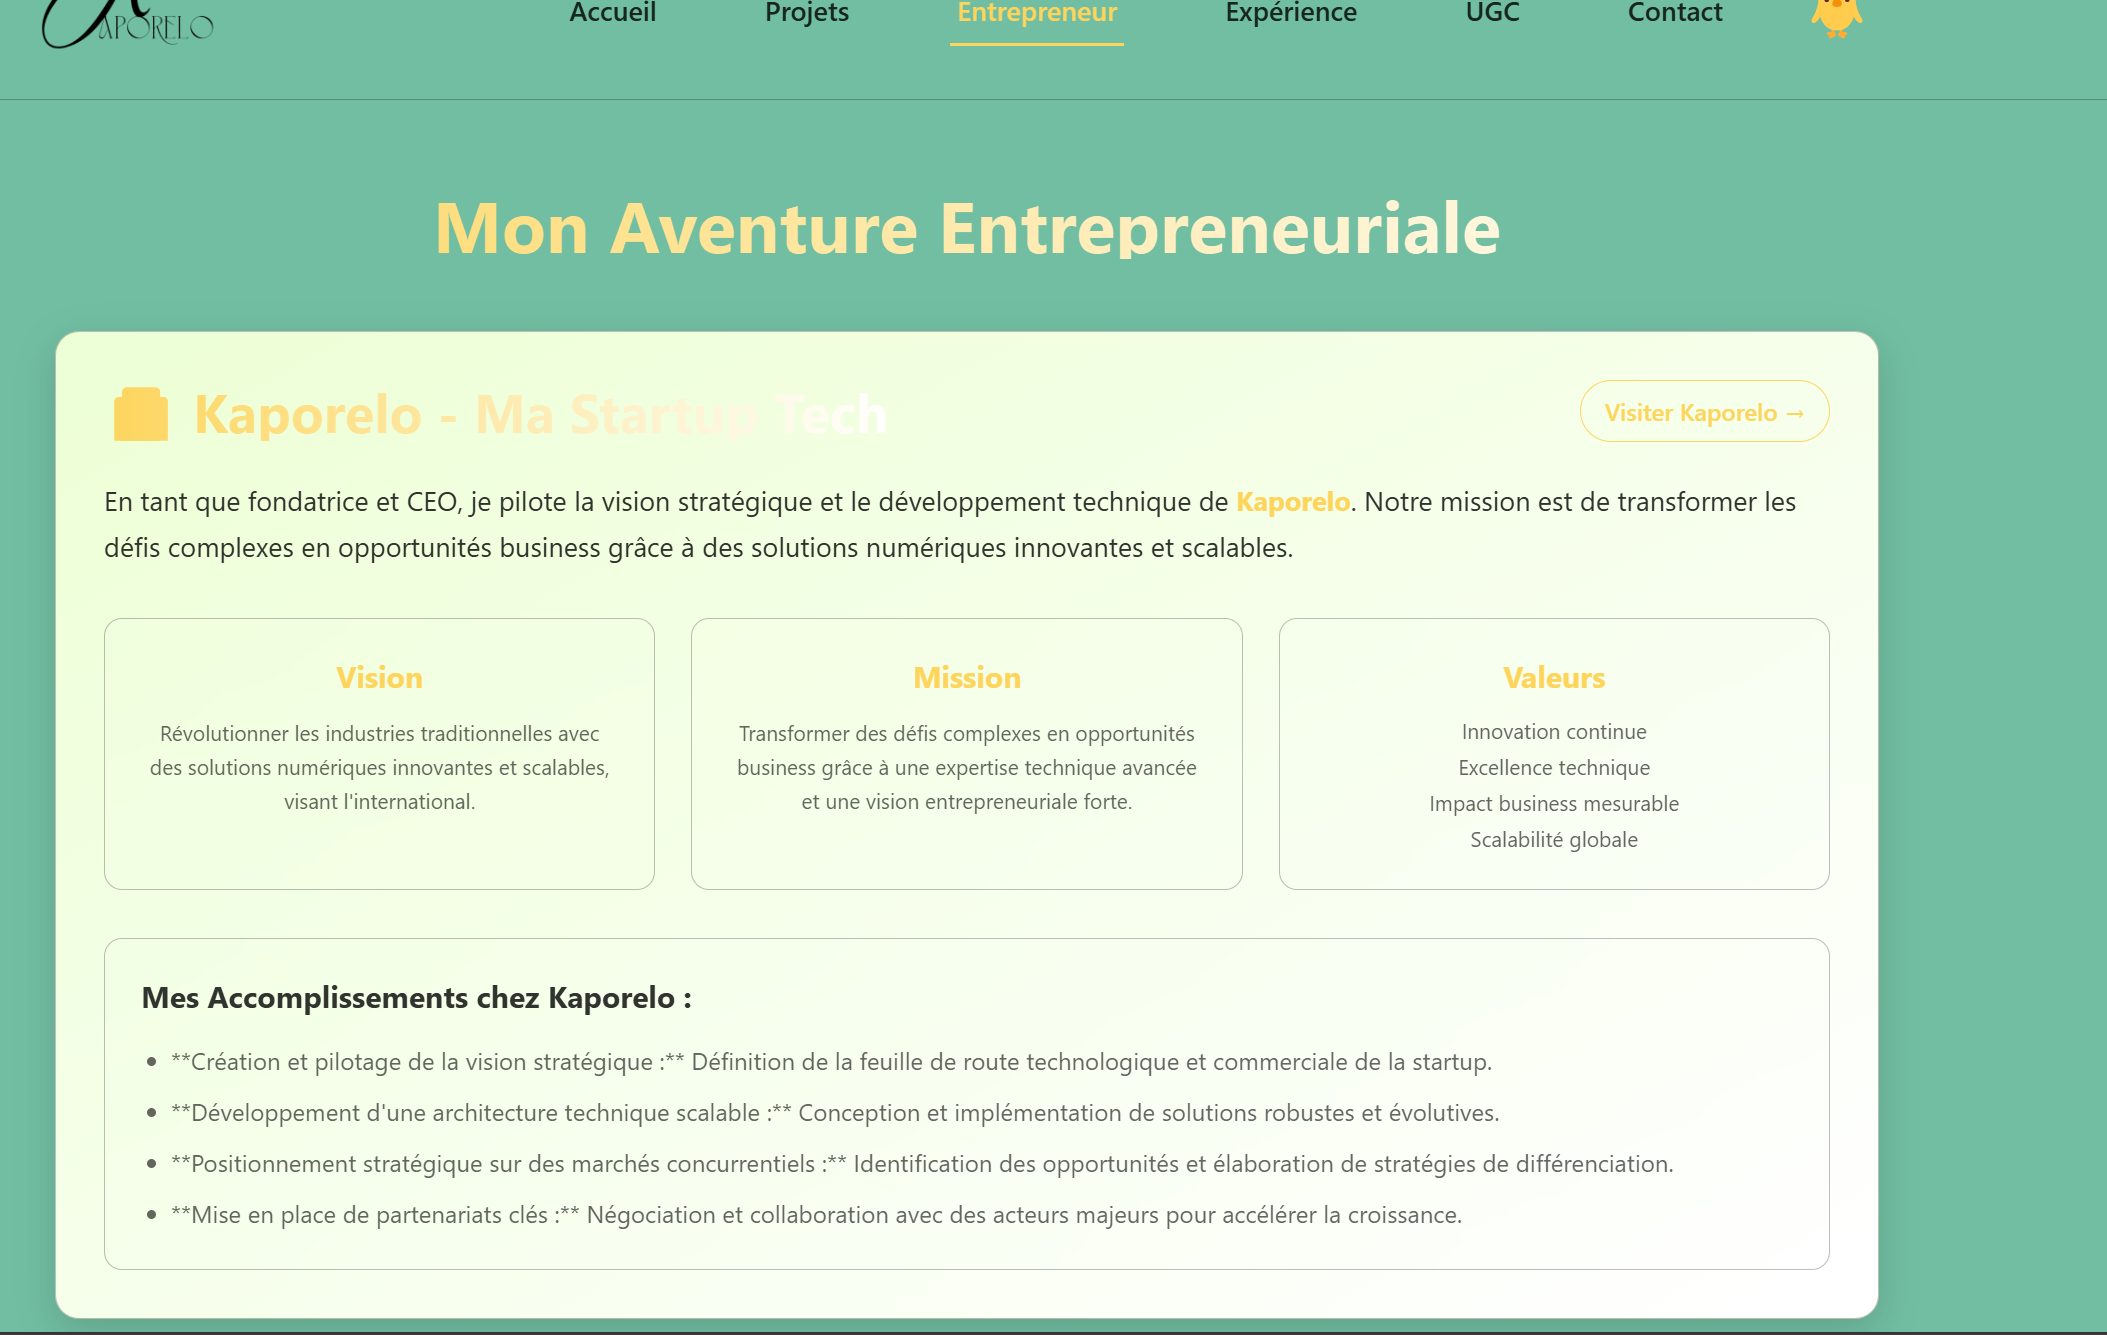 APORELO
Accueil
Projets
Entrepreneur
Expérience
UGC
Contact
Mon Aventure Entrepreneuriale
Kaporelo - Ma Startup Tech
Visiter Kaporelo →
En tant que fondatrice et CEO, je pilote la vision stratégique et le développement technique de Kaporelo. Notre mission est de transformer les
défis complexes en opportunités business grâce à des solutions numériques innovantes et scalables.
Vision
Révolutionner les industries traditionnelles avec
des solutions numériques innovantes et scalables,
visant l'international.
Mission
Transformer des défis complexes en opportunités
business grâce à une expertise technique avancée
et une vision entrepreneuriale forte.
Valeurs
Innovation continue
Excellence technique
Impact business mesurable
Scalabilité globale
Mes Accomplissements chez Kaporelo :
• **Création et pilotage de la vision stratégique :** Définition de la feuille de route technologique et commerciale de la startup.
• **Développement d'une architecture technique scalable :** Conception et implémentation de solutions robustes et évolutives.
• **Positionnement stratégique sur des marchés concurrentiels :** Identification des opportunités et élaboration de stratégies de différenciation.
• **Mise en place de partenariats clés :** Négociation et collaboration avec des acteurs majeurs pour accélérer la croissance.